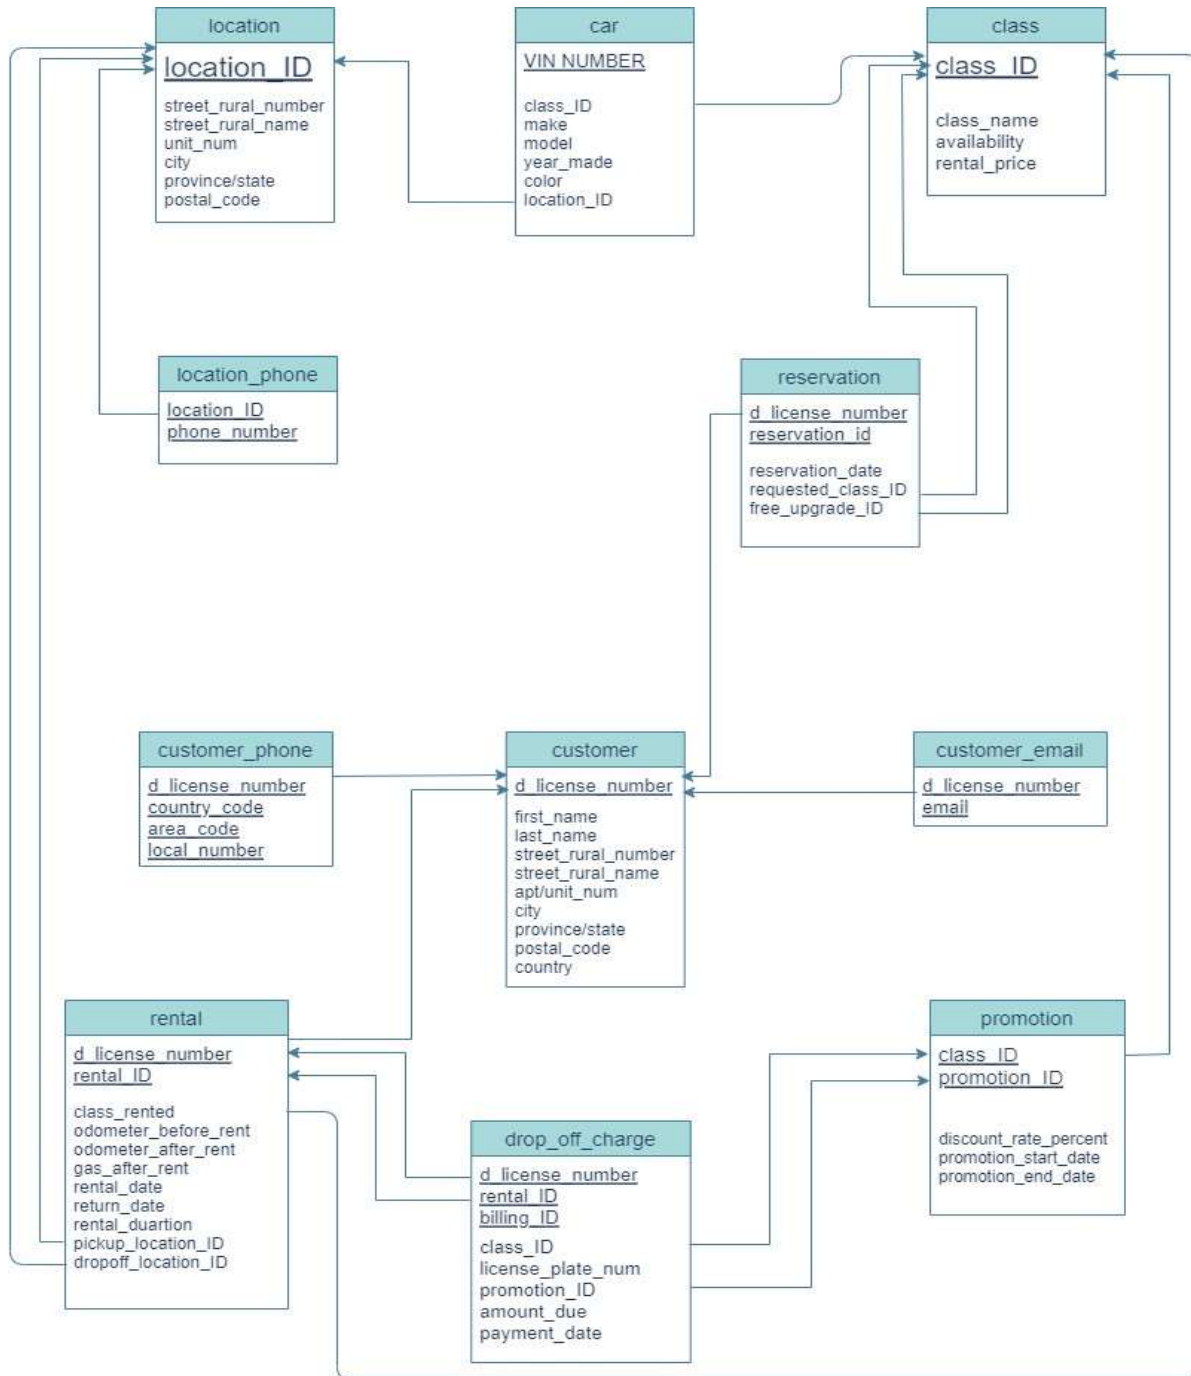 location
location_ID
street_rural_number
street_rural_name
unit_num
city
province/state
postal_code
car
VIN NUMBER
class_ID
make
model
year_made
color
location_ID
class
class_ID
class_name
availability
rental_price
location_phone
location_ID
phone_number
reservation
d_license_number
reservation_id
reservation_date
requested_class_ID
free_upgrade_ID
customer_phone
d_license_number
country_code
area_code
local_number
customer
d_license_number
first_name
last_name
street_rural_number
street_rural_name
apt/unit_num
city
province/state
postal_code
country
customer_email
d_license_number
email
rental
d_license_number
rental_ID
class_rented
odometer_before_rent
odometer_after_rent
gas_after_rent
rental_date
return_date
rental_duartion
pickup_location_ID
dropoff_location_ID
drop_off_charge
d_license_number
rental_ID
billing_ID
class_ID
license_plate_num
promotion_ID
amount_due
payment_date
promotion
class_ID
promotion_ID
discount_rate_percent
promotion_start_date
promotion_end_date